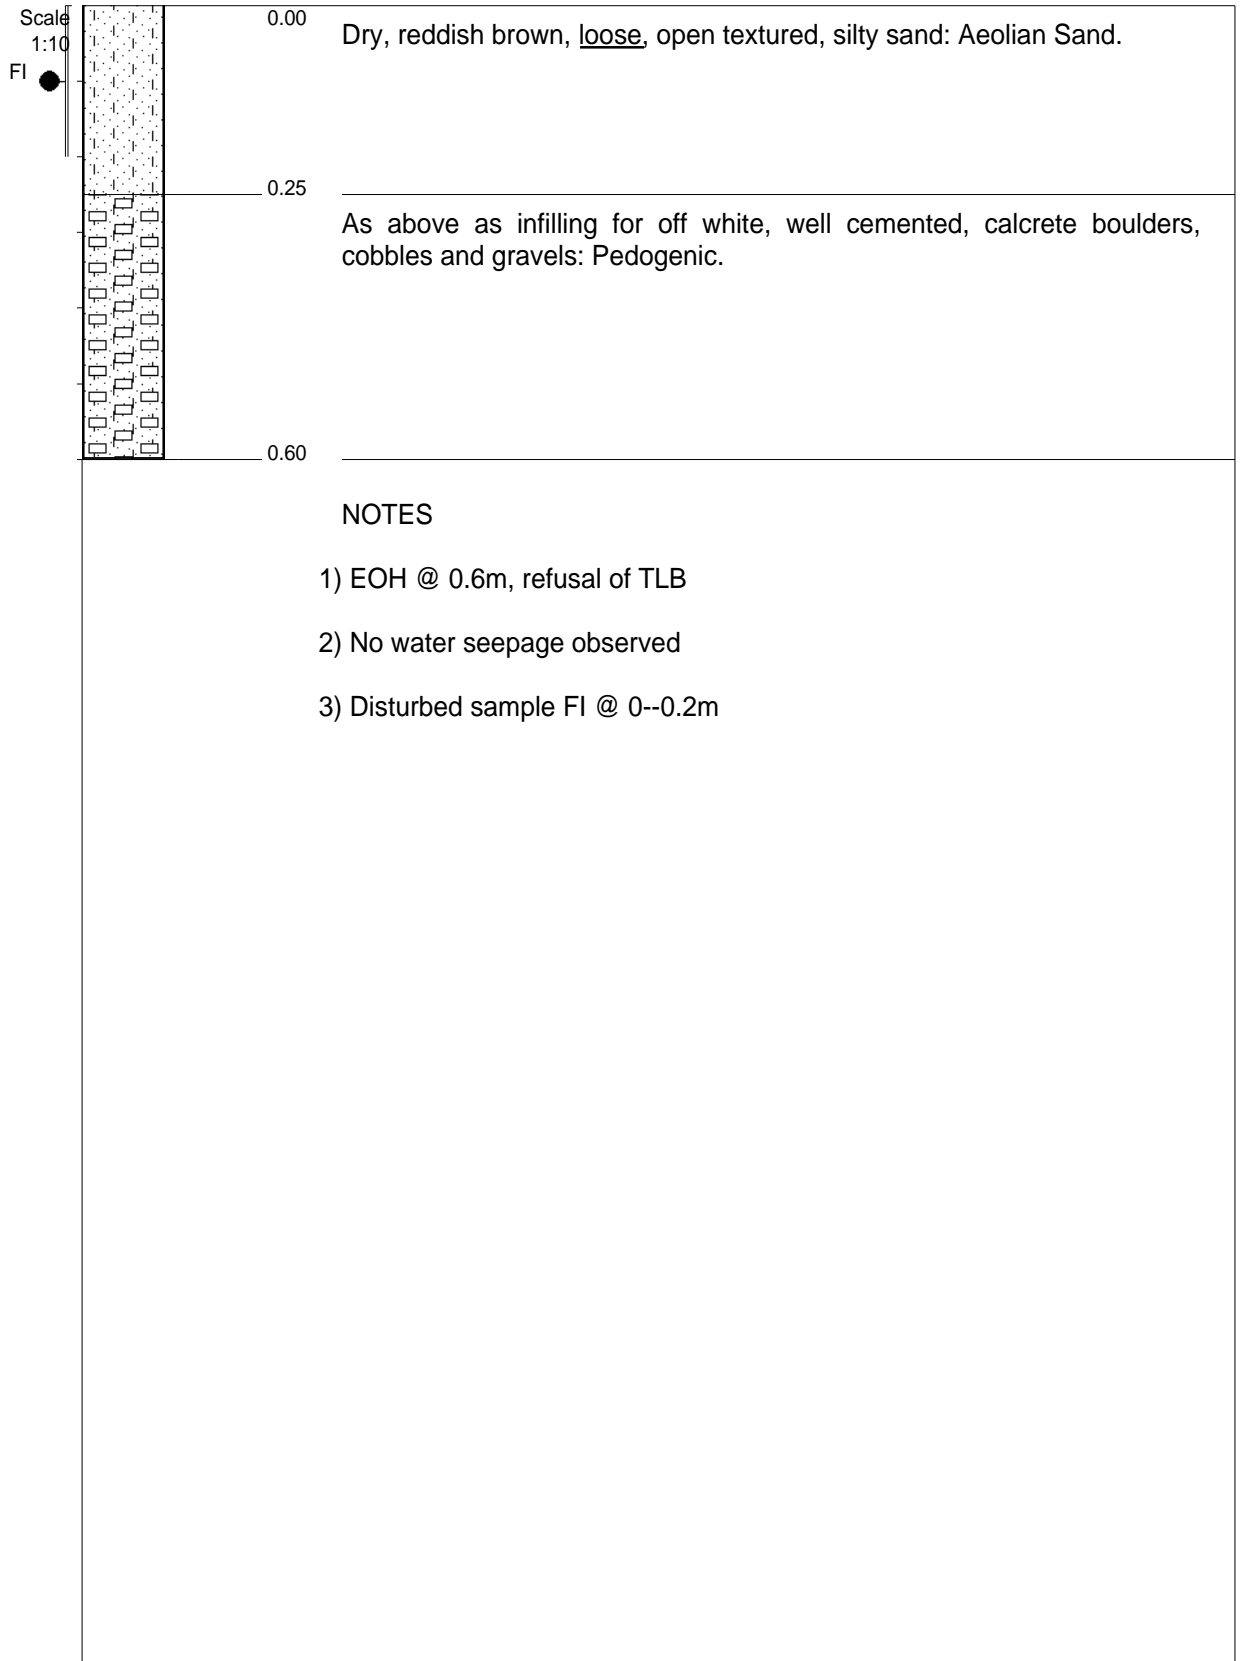 Scale
1:10
FI
0.00
Dry, reddish brown, loose, open textured, silty sand: Aeolian Sand.
0.25
As above as infilling for off white, well cemented, calcrete boulders,
cobbles and gravels: Pedogenic.
0.60
NOTES
1) EOH @ 0.6m, refusal of TLB
2) No water seepage observed
3) Disturbed sample FI @ 0--0.2m